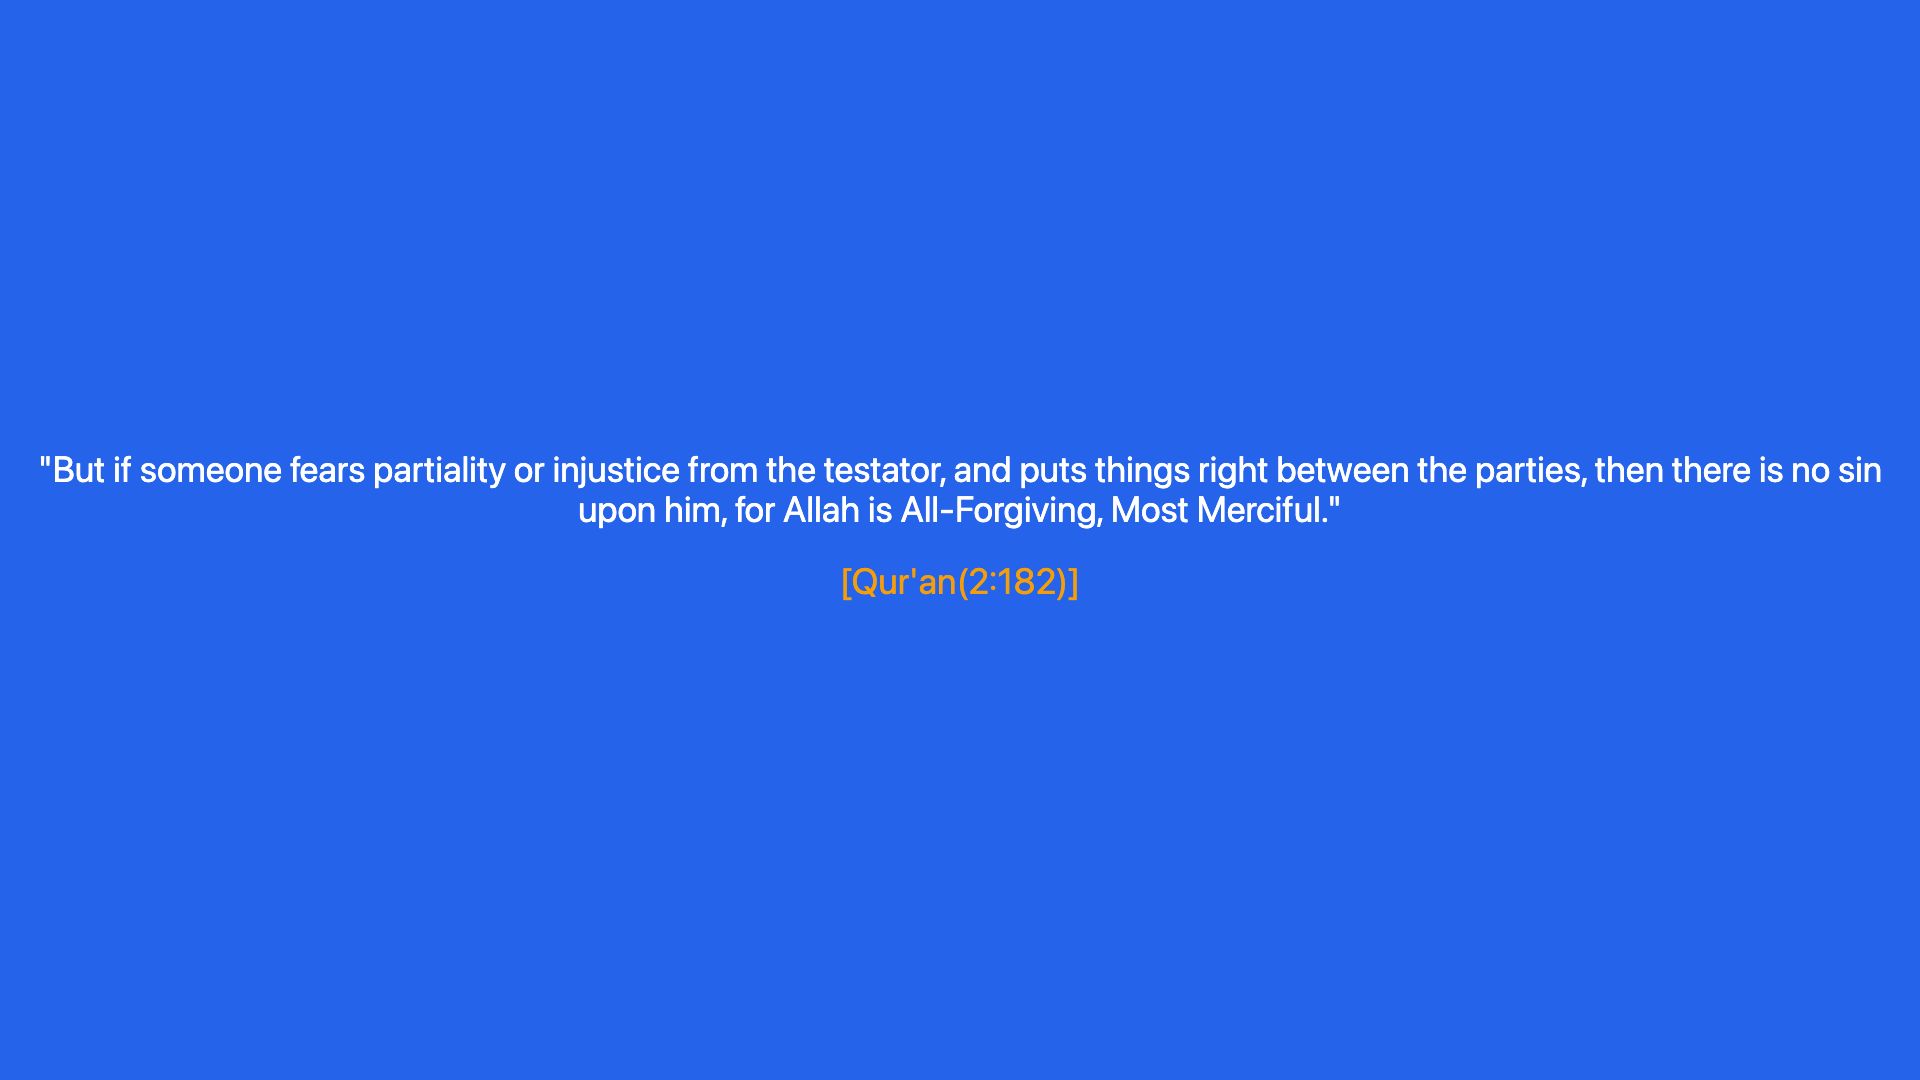 "But if someone fears partiality or injustice from the testator, and puts things right between the parties, then there is no sin
upon him, for Allah is All-Forgiving, Most Merciful."
[Qur'an(2:182)]